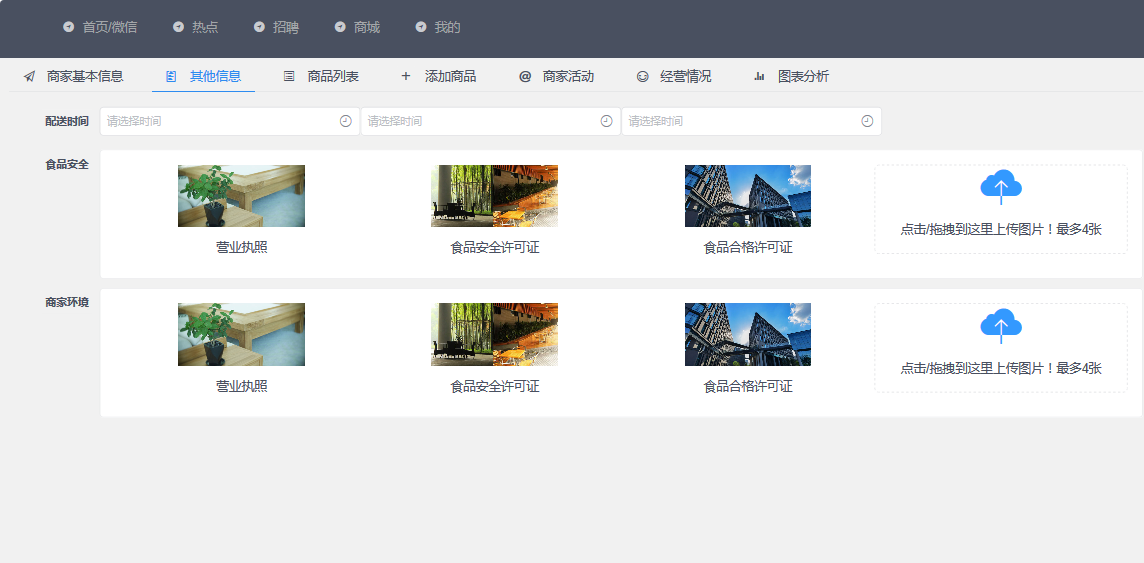 首页/微信 热点 招聘 商城 我的
商家基本信息 其他信息 商品列表 添加商品 商家活动 经营情况 图表分析
配送时间 请选择时间 请选择时间 请选择时间
食品安全
点击/拖拽到这里上传图片！最多4张
营业执照 食品安全许可证 食品合格许可证
商家环境
点击/拖拽到这里上传图片！最多4张
营业执照 食品安全许可证 食品合格许可证